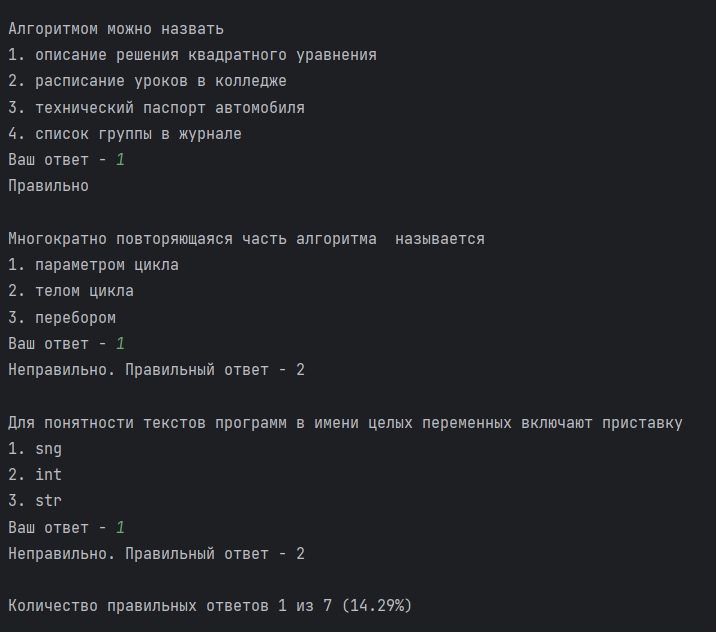 Алгоритмом можно назвать
1. описание решения квадратного уравнения
2. расписание уроков в колледже
3. технический паспорт автомобиля
4. список группы в журнале
Ваш ответ - 1
Правильно
Многократно повторяющаяся часть алгоритма  называется
1. параметром цикла
2. телом цикла
3. перебором
Ваш ответ - 1
Неправильно. Правильный ответ - 2
Для понятности текстов программ в имени целых переменных включают приставку
1. sng
2. int
3. str
Ваш ответ - 1
Неправильно. Правильный ответ - 2
Количество правильных ответов 1 из 7 (14.29%)